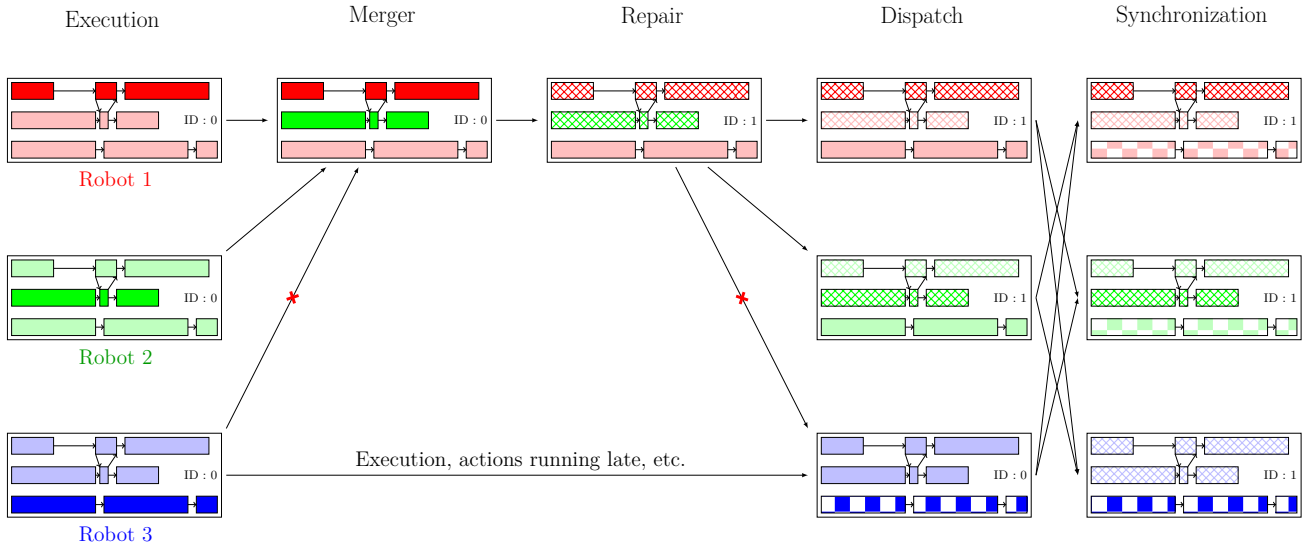 Execution
Merger
Repair
Dispatch
Synchronization
ID : 0
ID : 0
ID : 1
ID : 1
ID : 1
Robot 1
ID : 0
ID : 1
ID : 1
Robot 2
Execution, actions running late, etc.
ID : 0
ID : 0
ID : 1
Robot 3